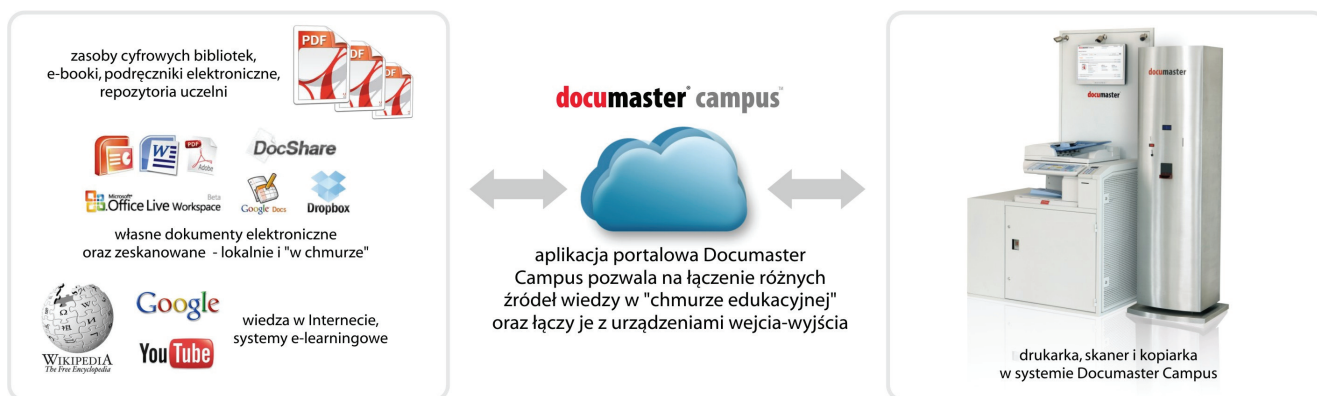 zasoby cyfrowych bibliotek,
e-booki, podręczniki elektroniczne,
repozytoria uczelni
PDF
PDF
PDF
PDF
Adobe
DocShare
Microsoft
Office Live Workspace
Beta
Google Docs
Dropbox
własne dokumenty elektroniczne
oraz zeskanowane - lokalnie i "w chmurze"
WIKIPEDIA
The Free Encyclopedia
Google
YouTube
wiedza w Internecie,
systemy e-learningowe
documaster® campus™
aplikacja portalowa Documaster
Campus pozwala na łączenie różnych
źródeł wiedzy w "chmurze edukacyjnej"
oraz łączy je z urządzeniami wejcia-wyjścia
documaster
documaster
drukarka, skaner i kopiarka
w systemie Documaster Campus